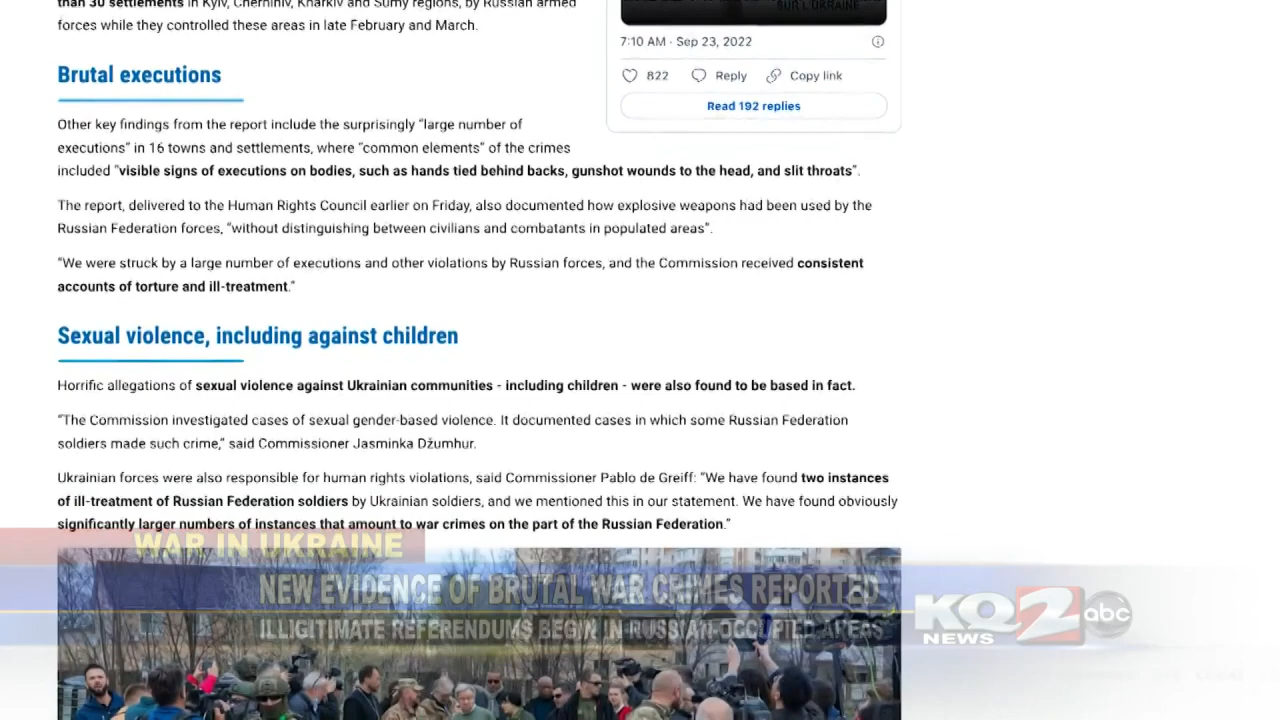 than 30 settlements in Kyiv, Chernihiv, Kharkiv and Sumy regions, by Russian armed
forces while they controlled these areas in late February and March.
SUR L'UKRAINE
7:10 AM · Sep 23, 2022
822 Reply Copy link
Read 192 replies
Brutal executions
Other key findings from the report include the surprisingly “large number of
executions” in 16 towns and settlements, where “common elements” of the crimes
included “visible signs of executions on bodies, such as hands tied behind backs, gunshot wounds to the head, and slit throats”.
The report, delivered to the Human Rights Council earlier on Friday, also documented how explosive weapons had been used by the
Russian Federation forces, “without distinguishing between civilians and combatants in populated areas”.
“We were struck by a large number of executions and other violations by Russian forces, and the Commission received consistent
accounts of torture and ill-treatment.”
Sexual violence, including against children
Horrific allegations of sexual violence against Ukrainian communities - including children - were also found to be based in fact.
“The Commission investigated cases of sexual gender-based violence. It documented cases in which some Russian Federation
soldiers made such crime,” said Commissioner Jasminka Džumhur.
Ukrainian forces were also responsible for human rights violations, said Commissioner Pablo de Greiff: “We have found two instances
of ill-treatment of Russian Federation soldiers by Ukrainian soldiers, and we mentioned this in our statement. We have found obviously
significantly larger numbers of instances that amount to war crimes on the part of the Russian Federation.”
WAR IN UKRAINE
NEW EVIDENCE OF BRUTAL WAR CRIMES REPORTED
ILLIGITIMATE REFERENDUMS BEGIN IN RUSSIAN-OCCUPIED AREAS
KQ2 abc
NEWS